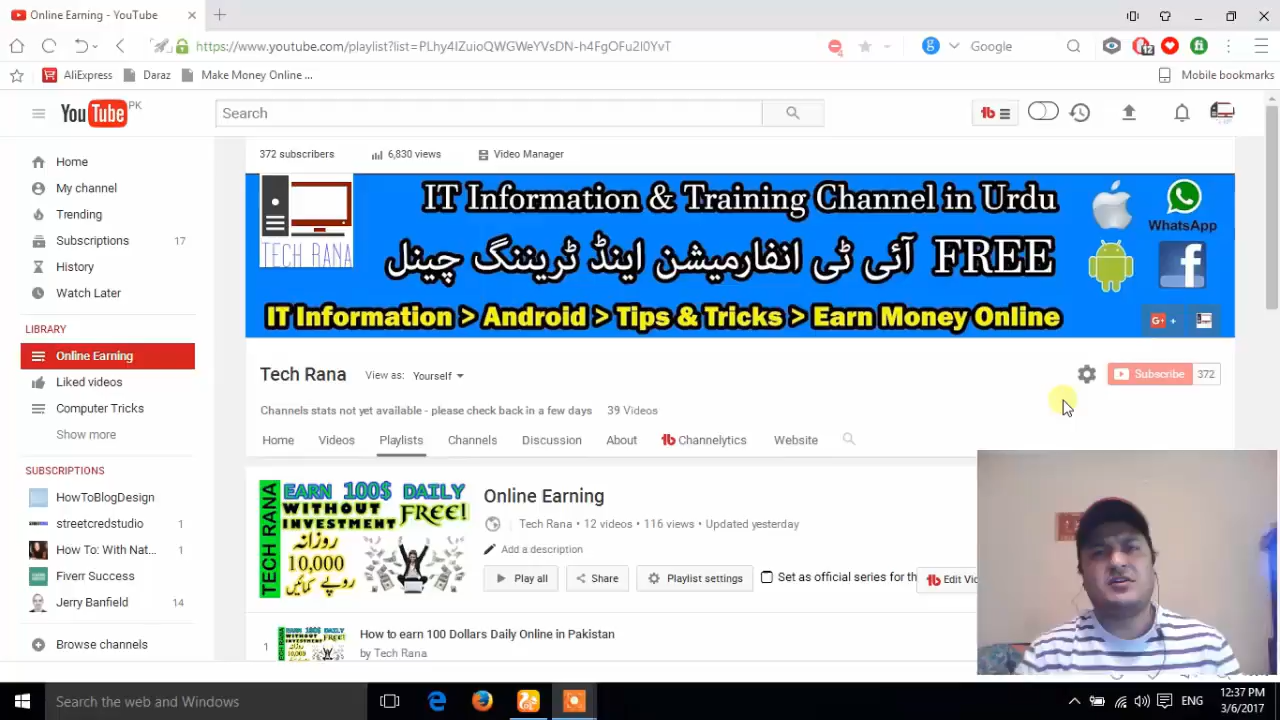 Online Earning - YouTube
https://www.youtube.com/playlist?list=PLhy4IZuioQWGWeYVsDN-h4FgOFu2I0YvT
Google
12
AliExpress
Daraz
Make Money Online ...
Mobile bookmarks
YouTube PK
Search
Home
My channel
Trending
Subscriptions 17
History
Watch Later
LIBRARY
Online Earning
Liked videos
Computer Tricks
Show more
SUBSCRIPTIONS
HowToBlogDesign
streetcredstudio 1
How To: With Nat... 1
Fiverr Success
Jerry Banfield 14
Browse channels
372 subscribers
6,830 views
Video Manager
TECH RANA
IT Information & Training Channel in Urdu
FREE آئی ٹی انفارمیشن اینڈ ٹریننگ چینل
IT Information > Android > Tips & Tricks > Earn Money Online
WhatsApp
Tech Rana
View as: Yourself
Subscribe 372
Channels stats not yet available - please check back in a few days
39 Videos
Home
Videos
Playlists
Channels
Discussion
About
Channelytics
Website
TECH RANA
EARN 100$ DAILY
WITHOUT
INVESTMENT FREE!
روزانہ
10,000
روپے کمائیں
Online Earning
Tech Rana • 12 videos • 116 views • Updated yesterday
Add a description
Play all
Share
Playlist settings
Set as official series for th
Edit Vi
1
How to earn 100 Dollars Daily Online in Pakistan
by Tech Rana
Search the web and Windows
ENG
12:37 PM
3/6/2017